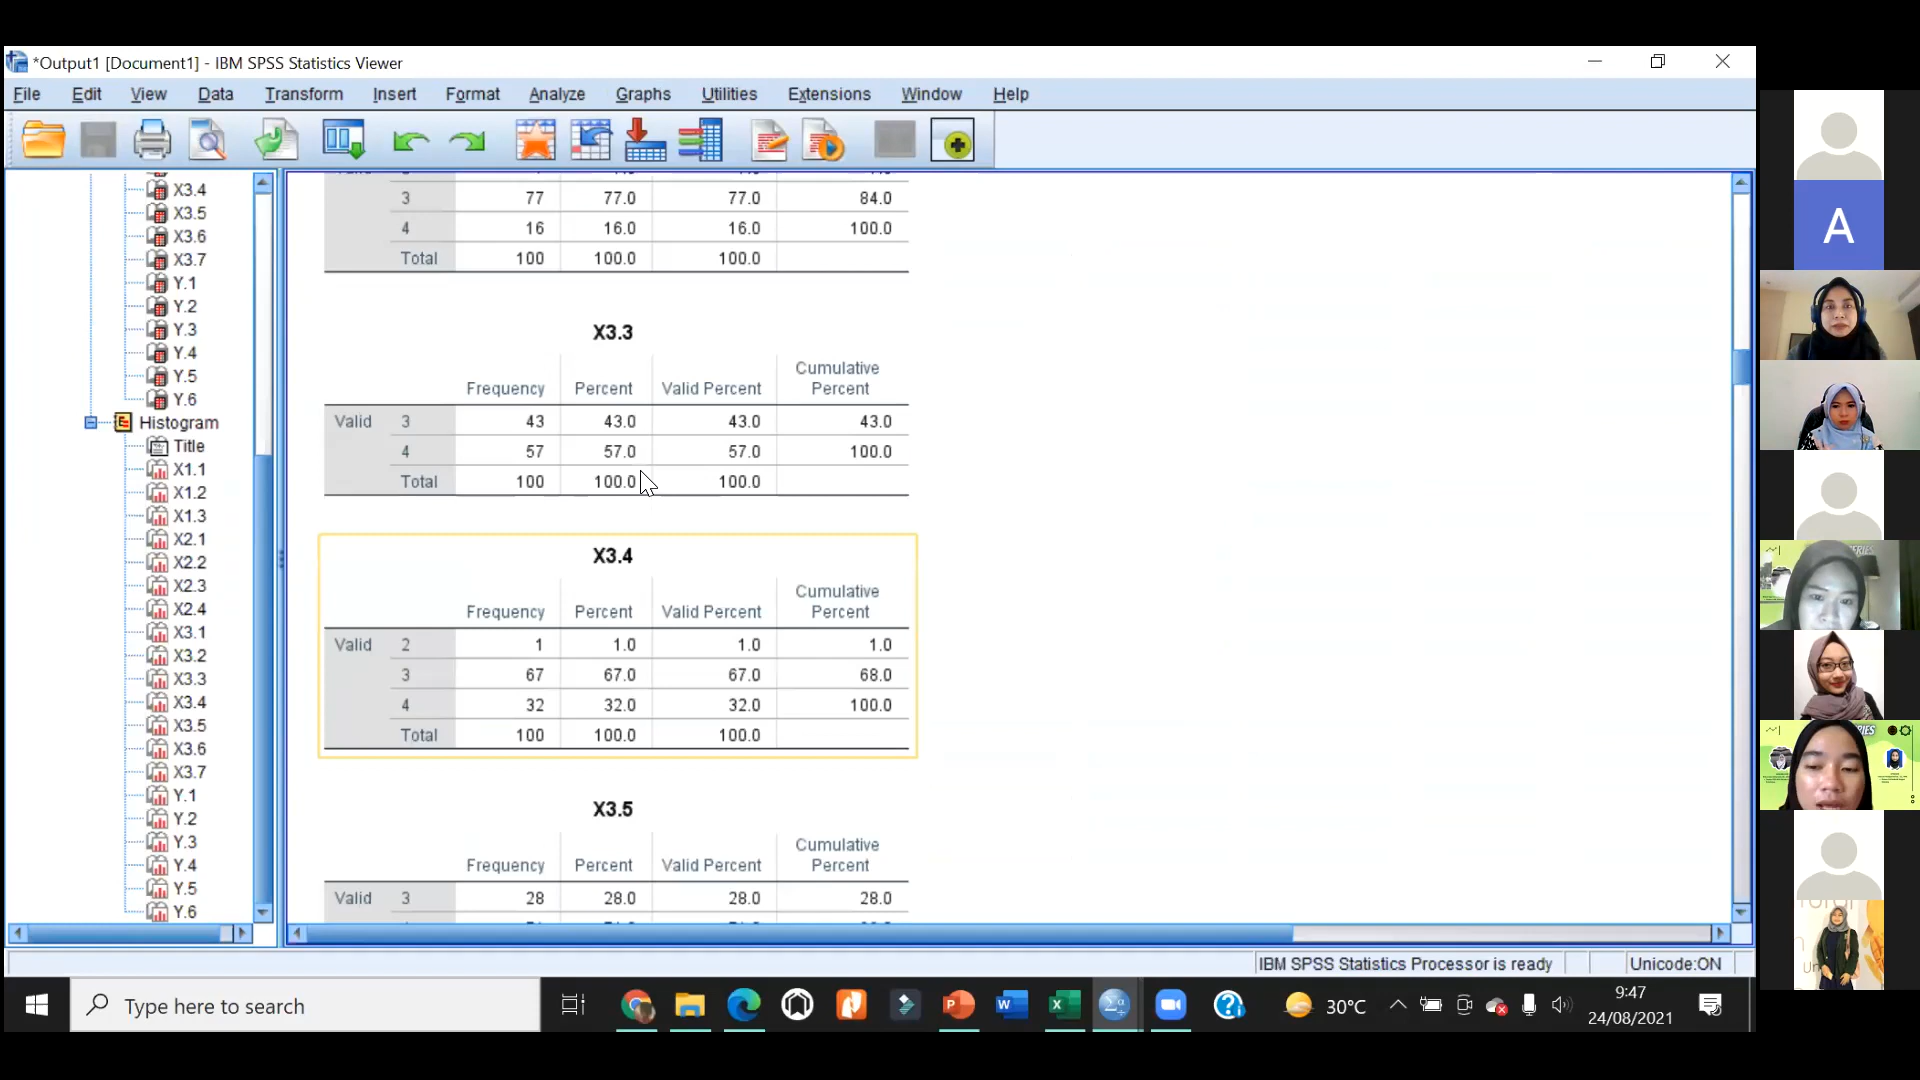 *Output1 [Document1] - IBM SPSS Statistics Viewer
File Edit View Data Transform Insert Format Analyze Graphs Utilities Extensions Window Help
X3.4
X3.5
X3.6
X3.7
Y.1
Y.2
Y.3
Y.4
Y.5
Y.6
Histogram
Title
X1.1
X1.2
X1.3
X2.1
X2.2
X2.3
X2.4
X3.1
X3.2
X3.3
X3.4
X3.5
X3.6
X3.7
Y.1
Y.2
Y.3
Y.4
Y.5
Y.6
3 77 77.0 77.0 84.0
4 16 16.0 16.0 100.0
Total 100 100.0 100.0
X3.3
Frequency Percent Valid Percent Cumulative Percent
Valid 3 43 43.0 43.0 43.0
4 57 57.0 57.0 100.0
Total 100 100.0 100.0
X3.4
Frequency Percent Valid Percent Cumulative Percent
Valid 2 1 1.0 1.0 1.0
3 67 67.0 67.0 68.0
4 32 32.0 32.0 100.0
Total 100 100.0 100.0
X3.5
Frequency Percent Valid Percent Cumulative Percent
Valid 3 28 28.0 28.0 28.0
IBM SPSS Statistics Processor is ready
Unicode:ON
Type here to search
30°C
9:47
24/08/2021
A